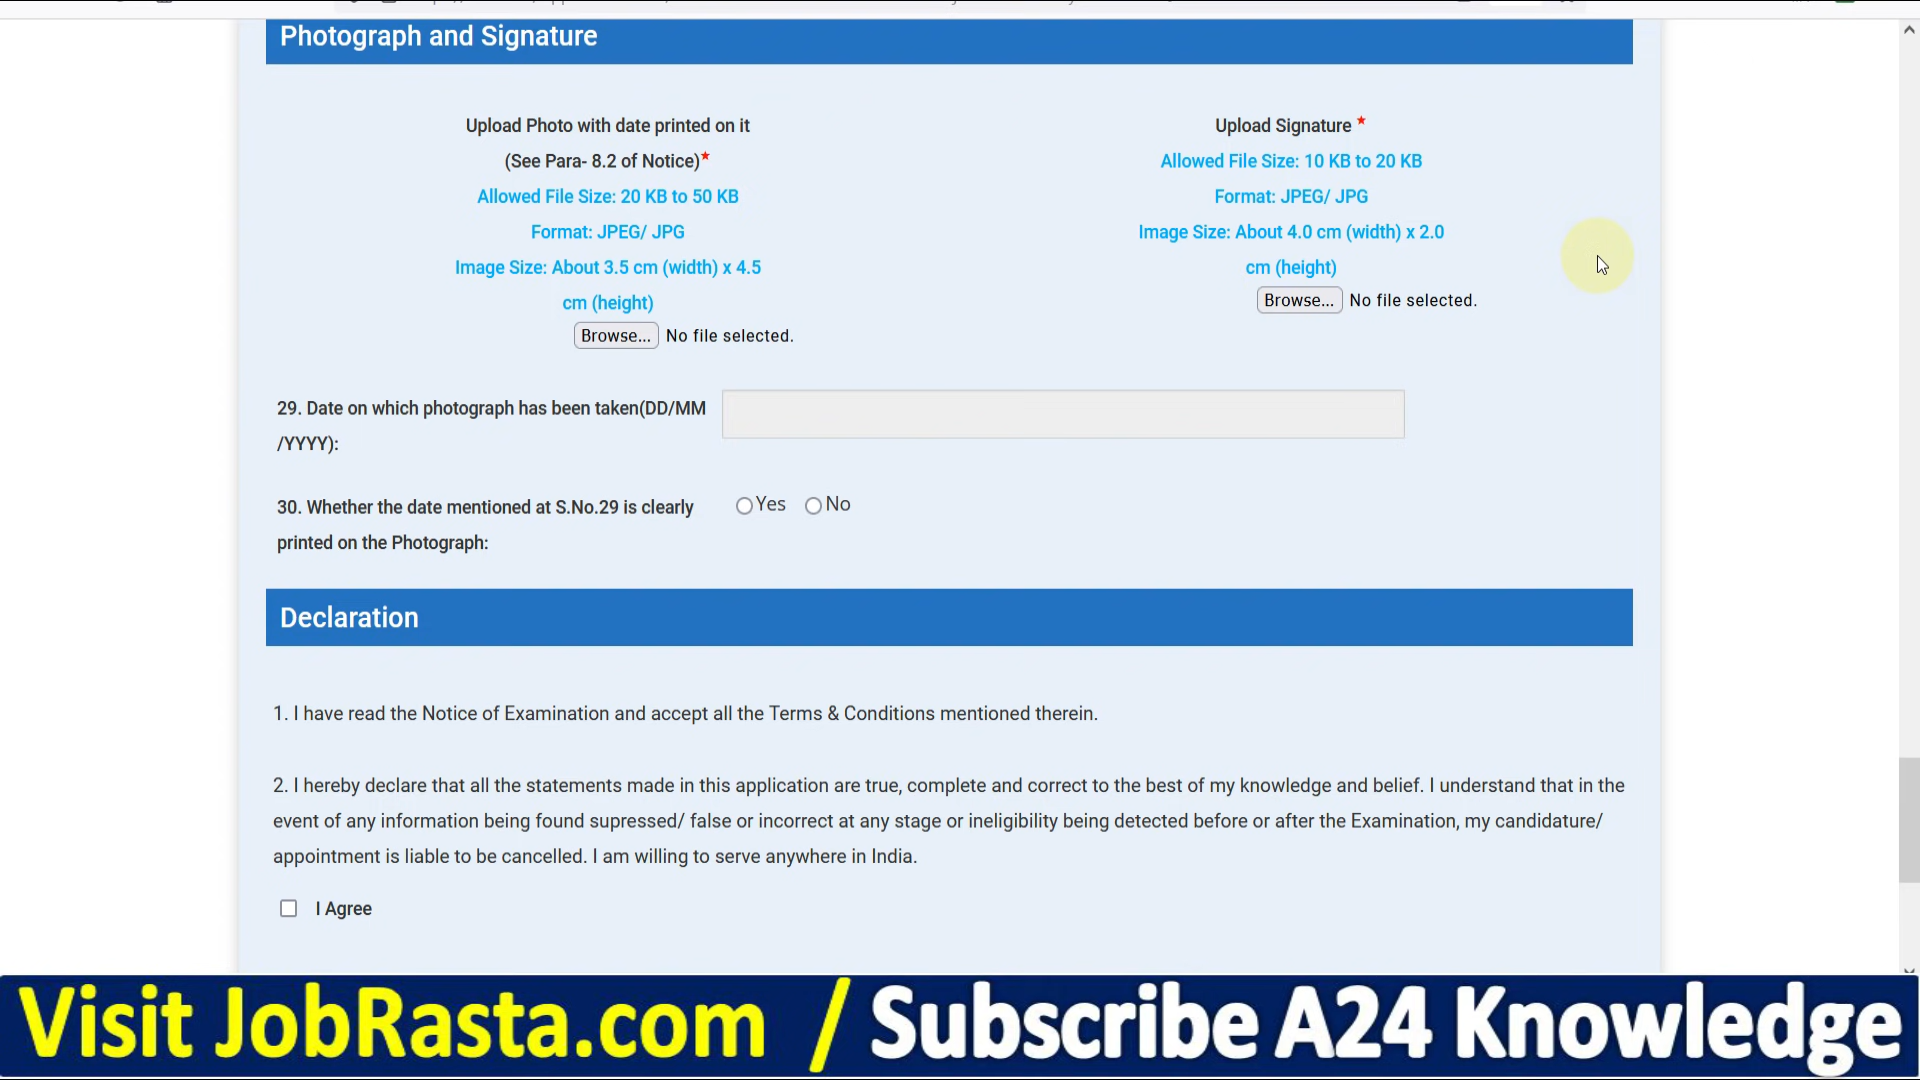 Photograph and Signature
Upload Photo with date printed on it
(See Para- 8.2 of Notice)*
Allowed File Size: 20 KB to 50 KB
Format: JPEG/ JPG
Image Size: About 3.5 cm (width) x 4.5
cm (height)
Browse... No file selected.
Upload Signature *
Allowed File Size: 10 KB to 20 KB
Format: JPEG/ JPG
Image Size: About 4.0 cm (width) x 2.0
cm (height)
Browse... No file selected.
29. Date on which photograph has been taken(DD/MM
/YYYY):
30. Whether the date mentioned at S.No.29 is clearly
printed on the Photograph:
Yes No
Declaration
1. I have read the Notice of Examination and accept all the Terms & Conditions mentioned therein.
2. I hereby declare that all the statements made in this application are true, complete and correct to the best of my knowledge and belief. I understand that in the
event of any information being found supressed/ false or incorrect at any stage or ineligibility being detected before or after the Examination, my candidature/
appointment is liable to be cancelled. I am willing to serve anywhere in India.
I Agree
Visit JobRasta.com / Subscribe A24 Knowledge